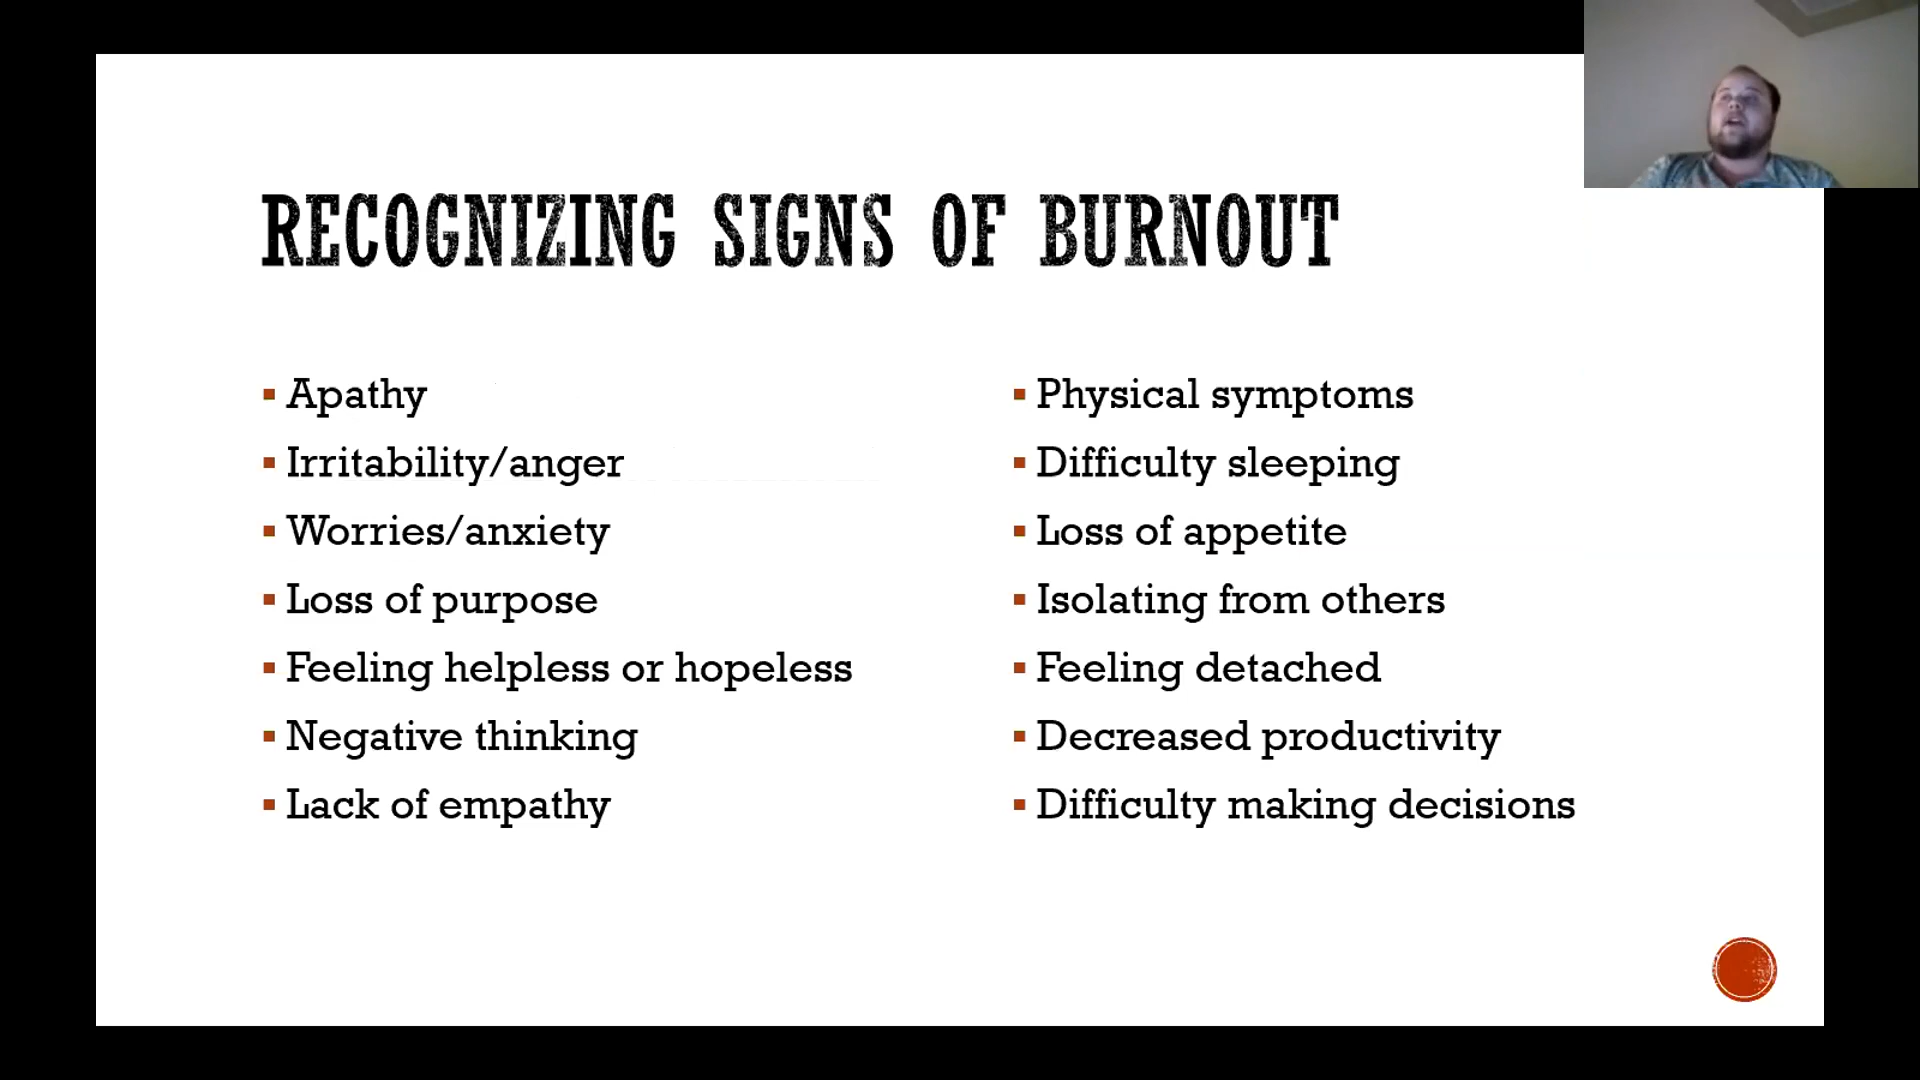 RECOGNIZING SIGNS OF BURNOUT
Apathy
Irritability/anger
Worries/anxiety
Loss of purpose
Feeling helpless or hopeless
Negative thinking
Lack of empathy
Physical symptoms
Difficulty sleeping
Loss of appetite
Isolating from others
Feeling detached
Decreased productivity
Difficulty making decisions